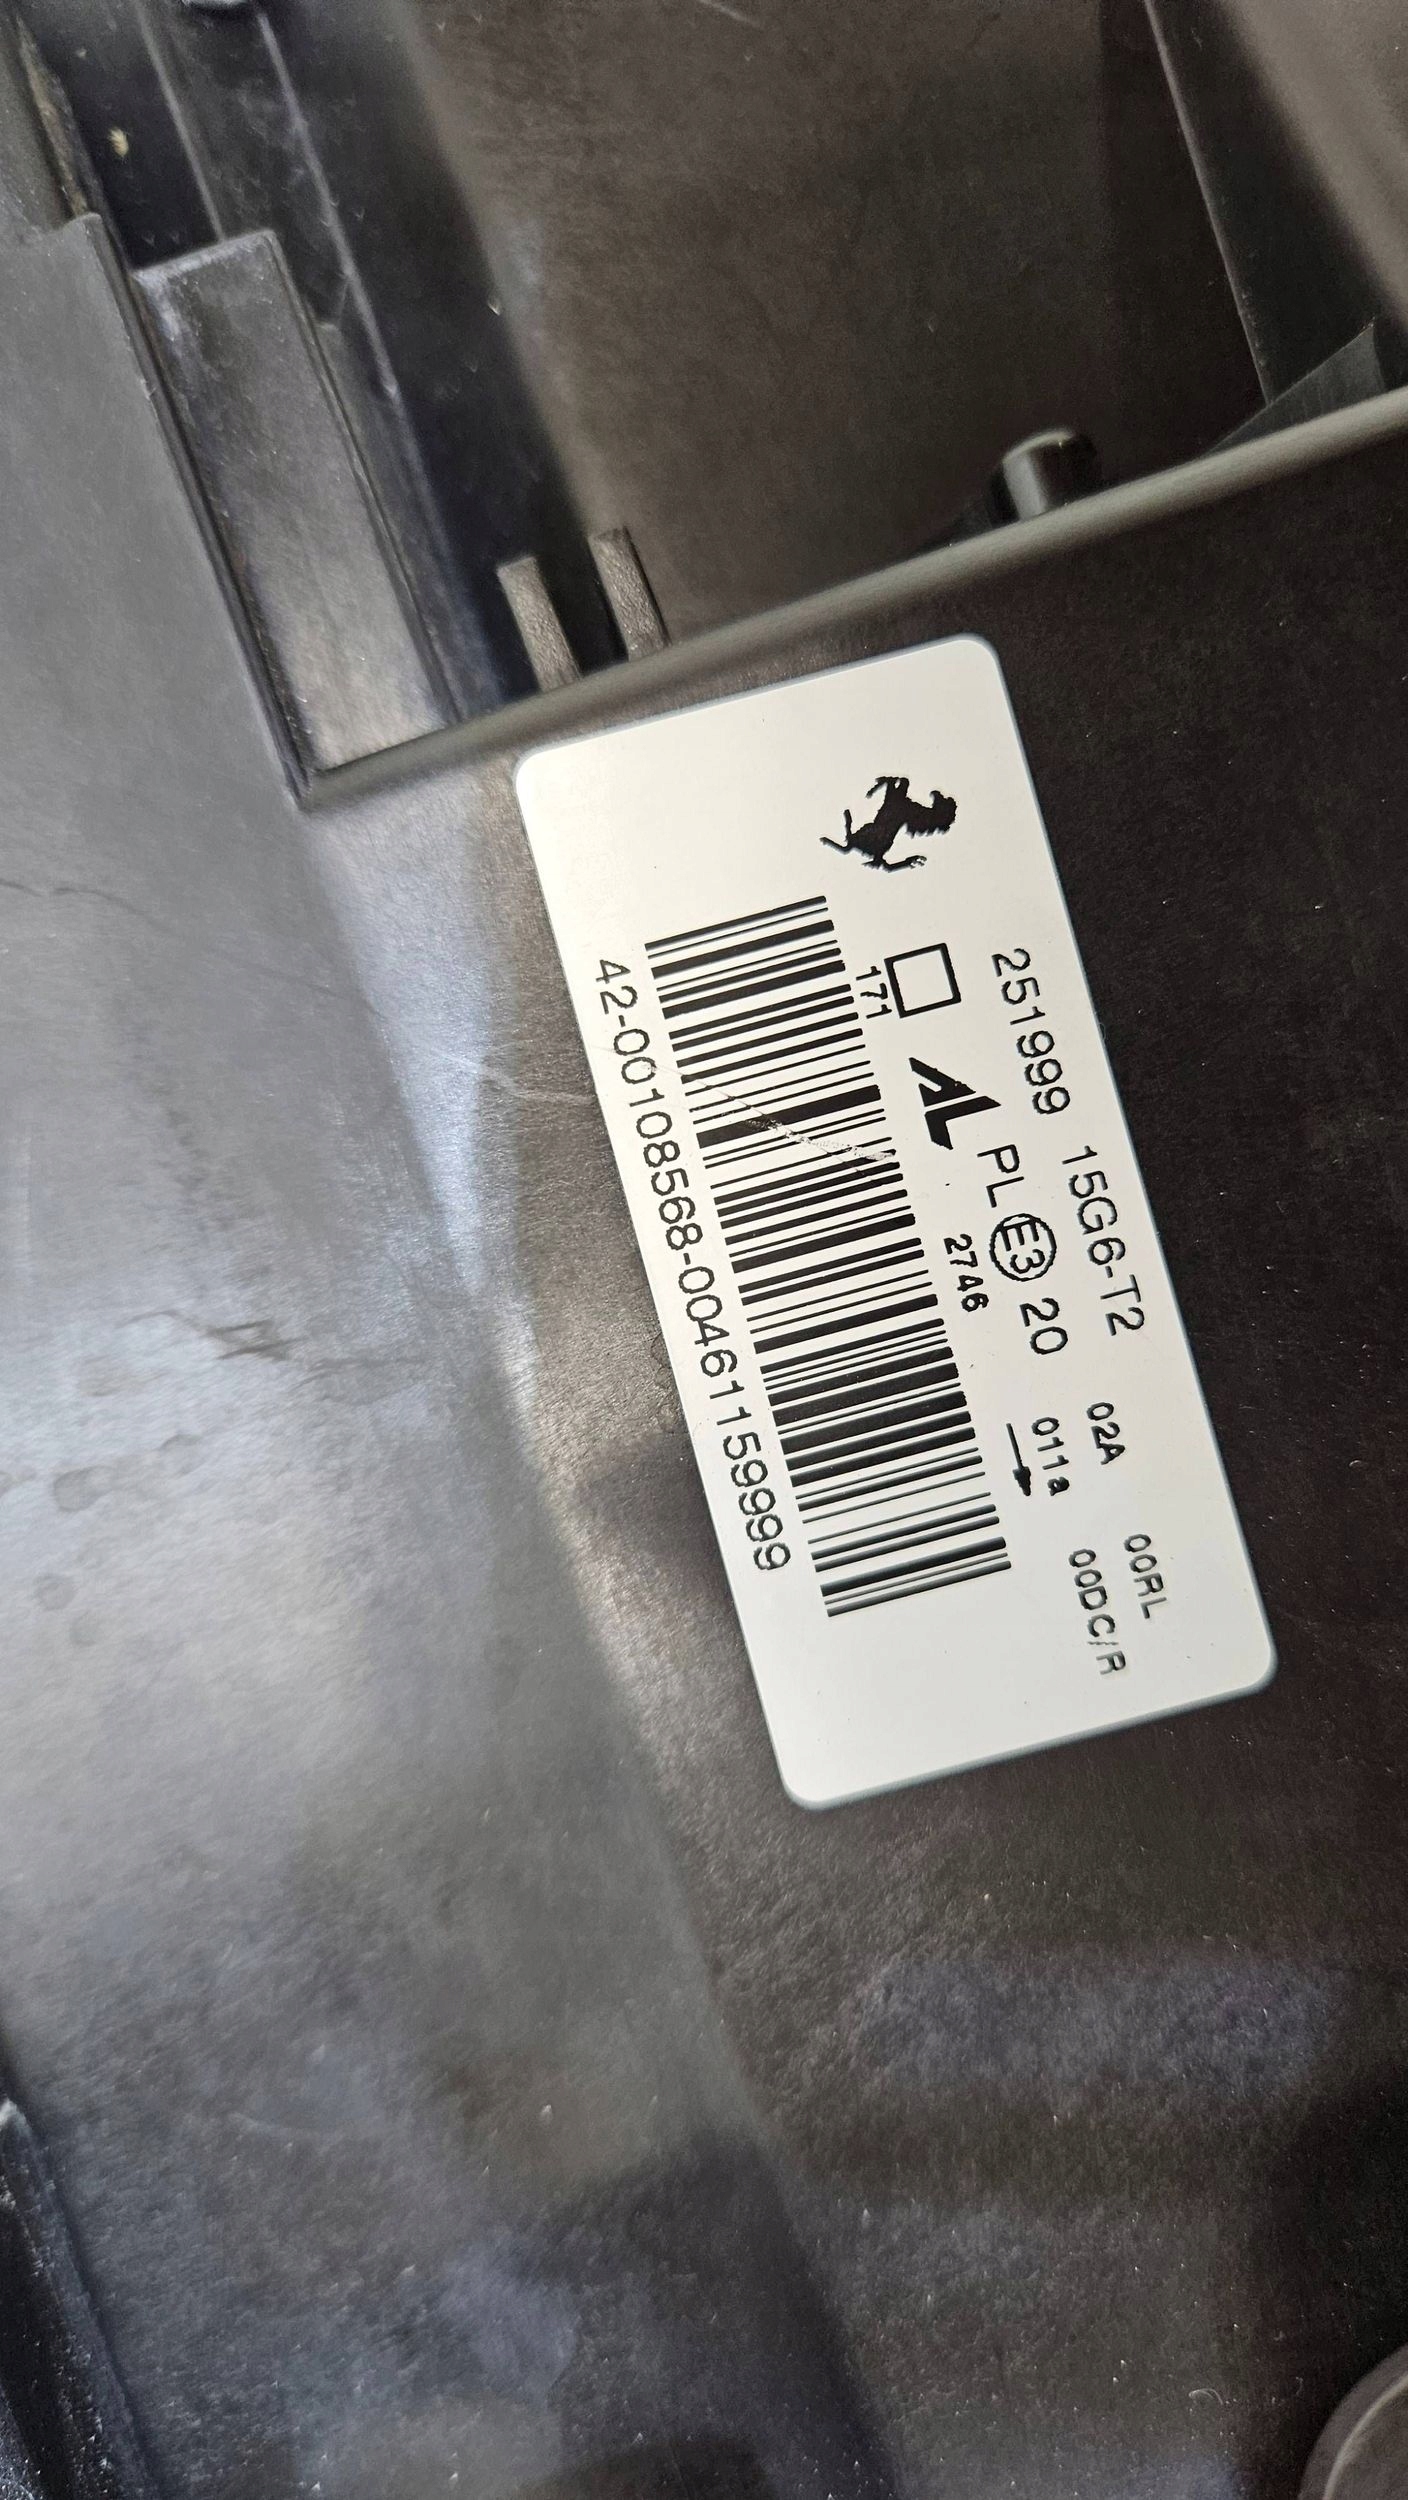 251999 15G6-T2 02A 00RL
AL PL E3 20 011a 00DC/R
171 2746
42-00108568-00461159999